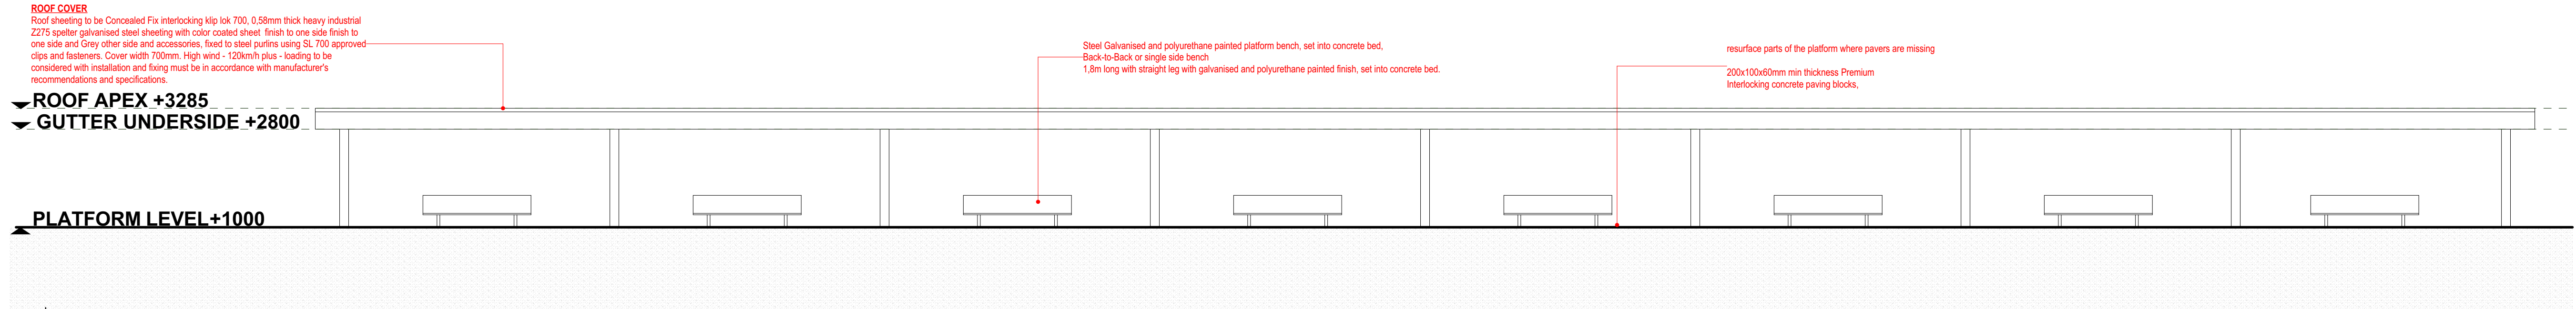 ROOF COVER
Roof sheeting to be Concealed Fix interlocking klip lok 700, 0,58mm thick heavy industrial
Z275 spelter galvanised steel sheeting with color coated sheet finish to one side finish to
one side and Grey other side and accessories, fixed to steel purlins using SL 700 approved
clips and fasteners. Cover width 700mm. High wind - 120km/h plus - loading to be
considered with installation and fixing must be in accordance with manufacturer's
recommendations and specifications.
Steel Galvanised and polyurethane painted platform bench, set into concrete bed,
Back-to-Back or single side bench
1,8m long with straight leg with galvanised and polyurethane painted finish, set into concrete bed.
resurface parts of the platform where pavers are missing
200x100x60mm min thickness Premium
Interlocking concrete paving blocks,
ROOF APEX +3285
GUTTER UNDERSIDE +2800
PLATFORM LEVEL+1000